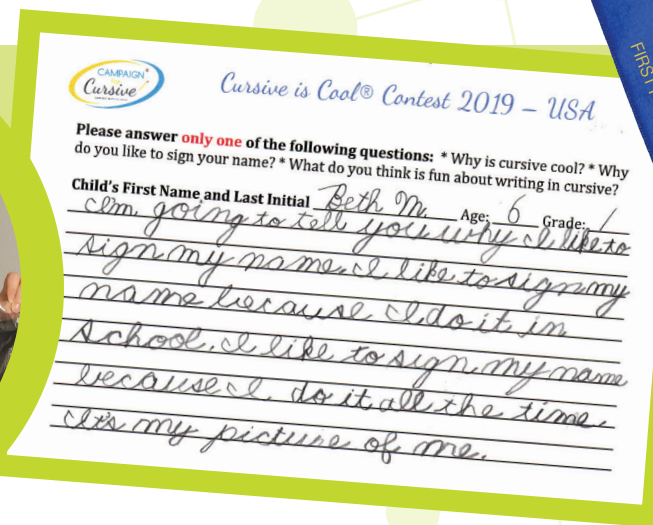 CAMPAIGN
FOR
Cursive
Cursive is Cool® Contest 2019 – USA
Please answer only one of the following questions: * Why is cursive cool? * Why
do you like to sign your name? * What do you think is fun about writing in cursive?
Child's First Name and Last Initial Beth M. Age: 6 Grade: 1
I'm going to tell you why I like to
sign my name. I like to sign my
name because I do it in
school. I like to sign my name
because I do it all the time.
It's my picture of me.
FIRST